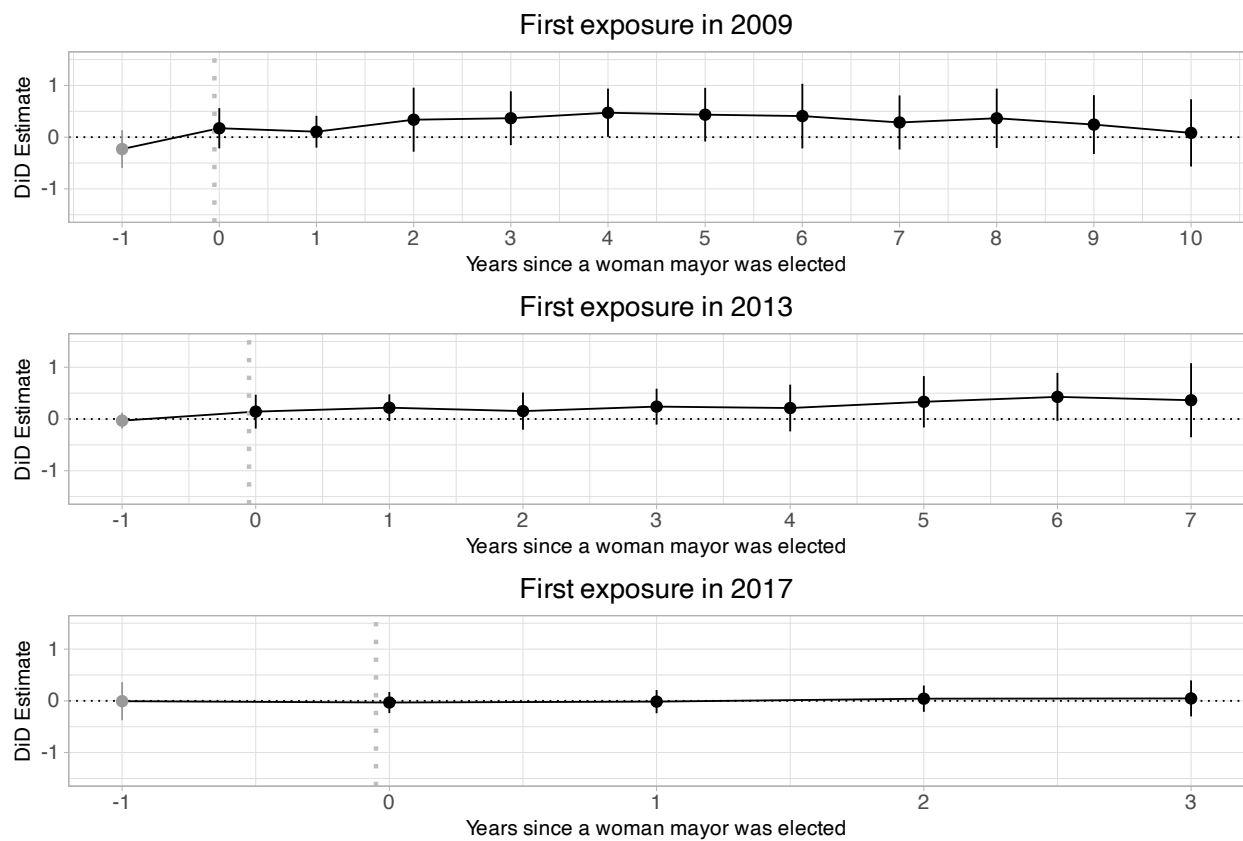 First exposure in 2009
DiD Estimate
1
0
-1
-1 0 1 2 3 4 5 6 7 8 9 10
Years since a woman mayor was elected
First exposure in 2013
DiD Estimate
1
0
-1
-1 0 1 2 3 4 5 6 7
Years since a woman mayor was elected
First exposure in 2017
DiD Estimate
1
0
-1
-1 0 1 2 3
Years since a woman mayor was elected